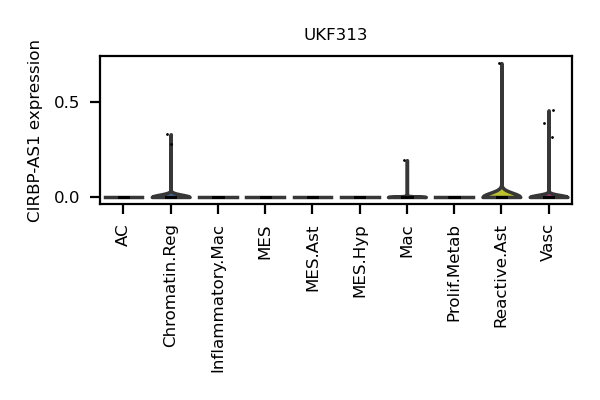 UKF313
CIRBP-AS1 expression
0.5
0.0
AC
Chromatin.Reg
Inflammatory.Mac
MES
MES.Ast
MES.Hyp
Mac
Prolif.Metab
Reactive.Ast
Vasc